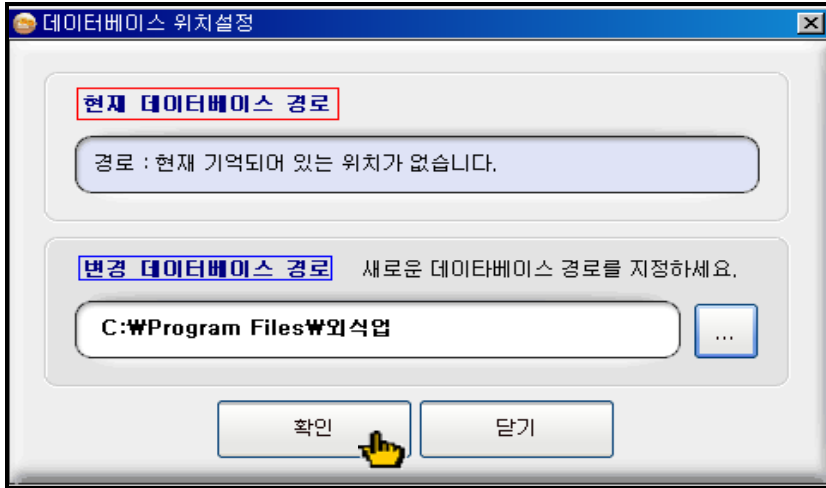 데이터베이스 위치설정
현재 데이터베이스 경로
경로 : 현재 기억되어 있는 위치가 없습니다.
변경 데이터베이스 경로 새로운 데이타베이스 경로를 지정하세요.
C:₩Program Files₩외식업 ...
확인 닫기